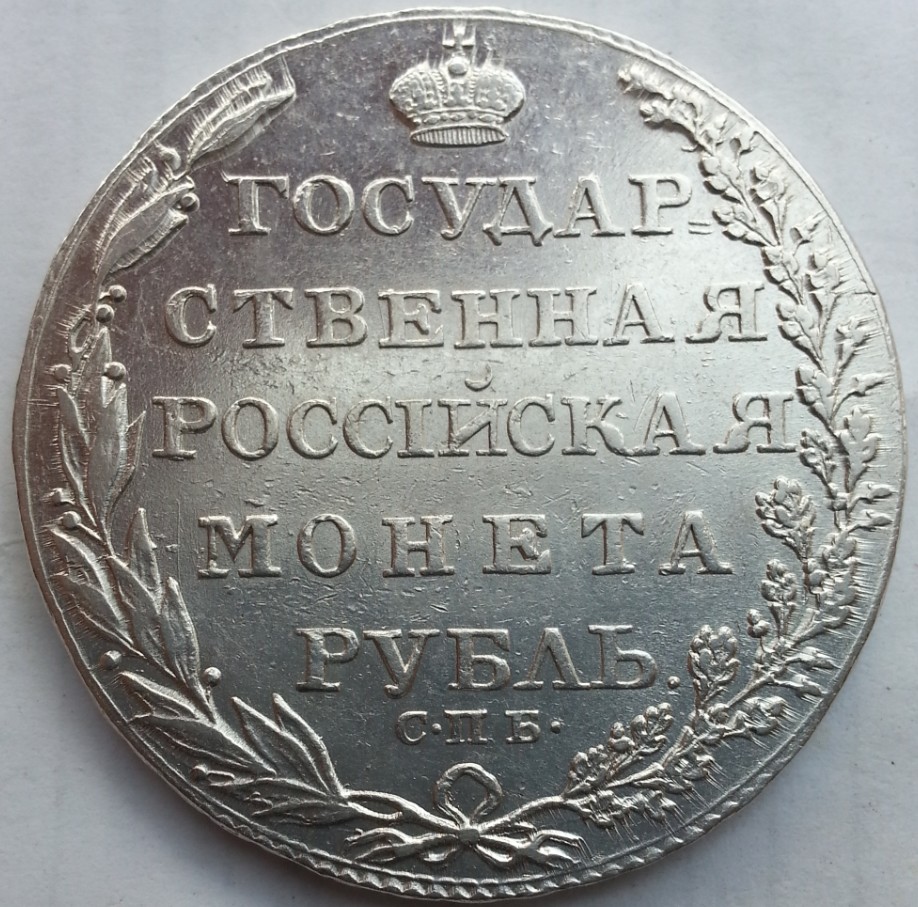 ГОСУДАР=
СТВЕННАЯ
РОССІЙСКАЯ
МОНЕТА
РУБЛЬ.
С·П Б·